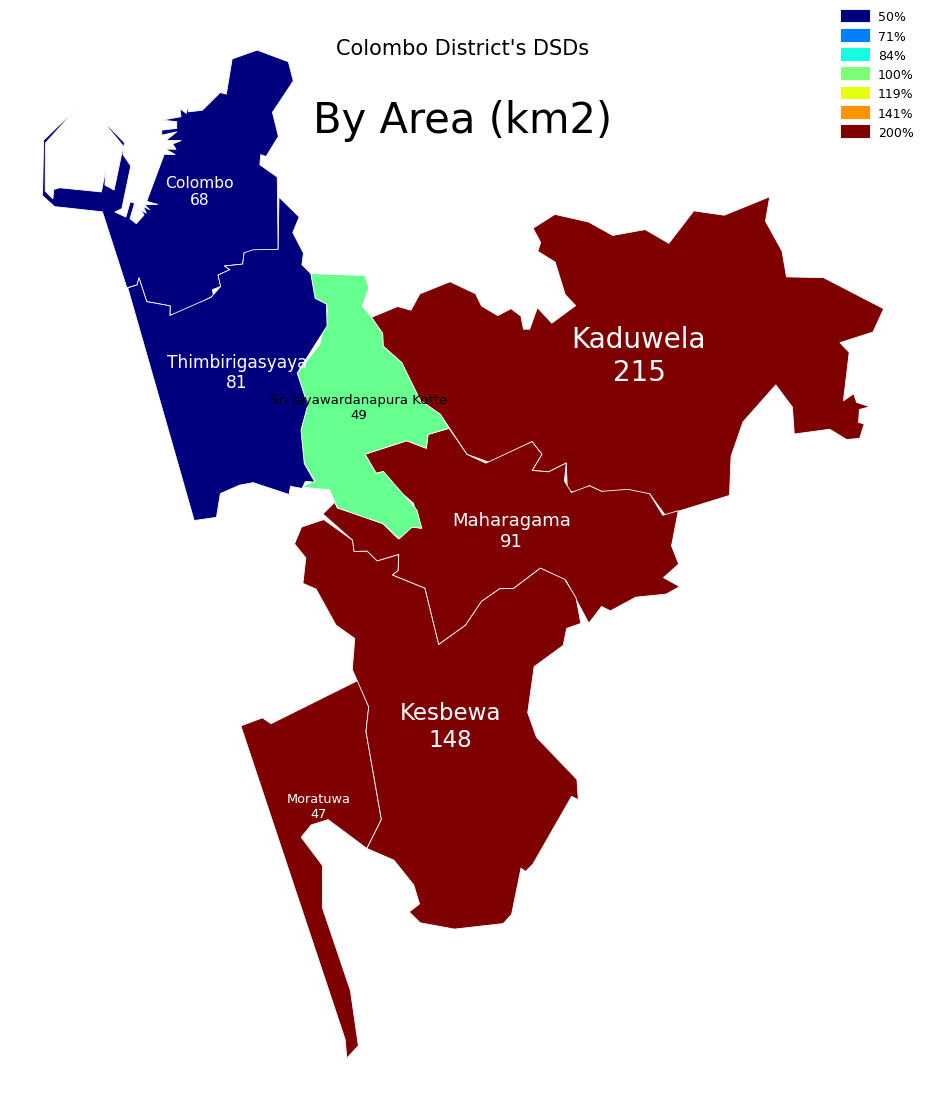 Colombo District's DSDs
By Area (km2)
50%
71%
84%
100%
119%
141%
200%
Colombo
68
Thimbirigasyaya
81
Sri Jayawardanapura Kotte
49
Kaduwela
215
Maharagama
91
Kesbewa
148
Moratuwa
47